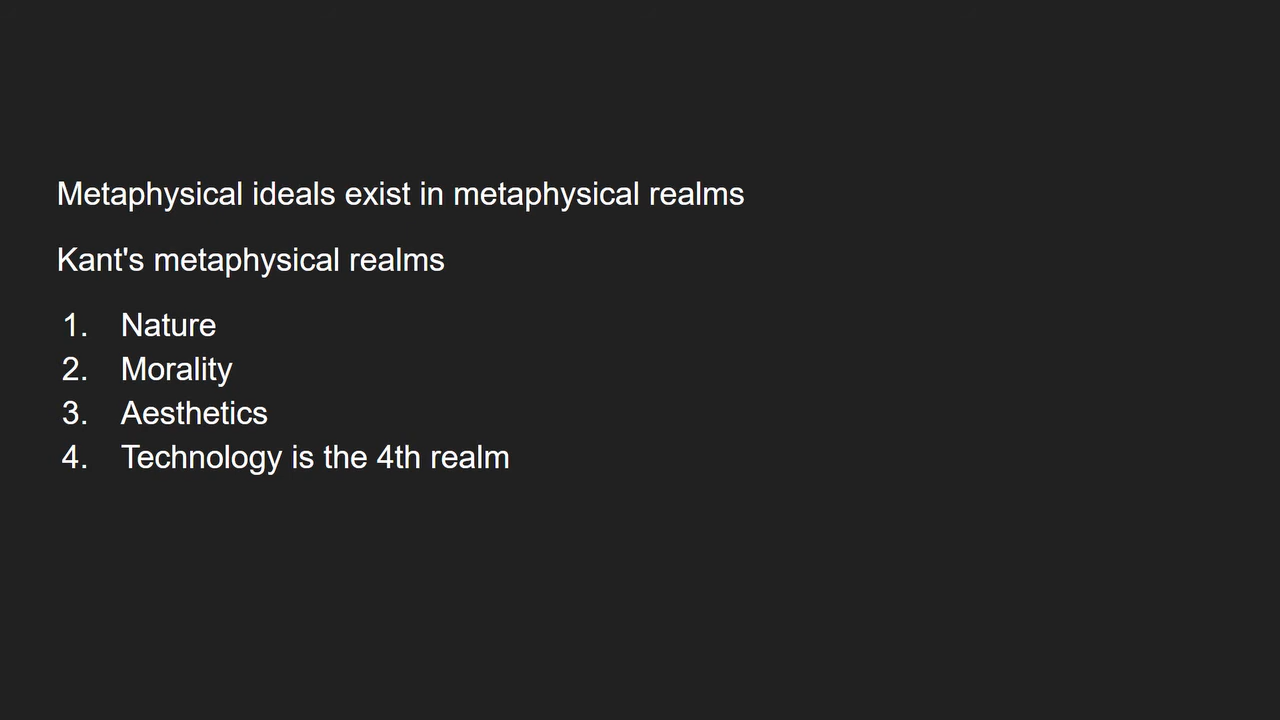 Metaphysical ideals exist in metaphysical realms
Kant's metaphysical realms
1. Nature
2. Morality
3. Aesthetics
4. Technology is the 4th realm